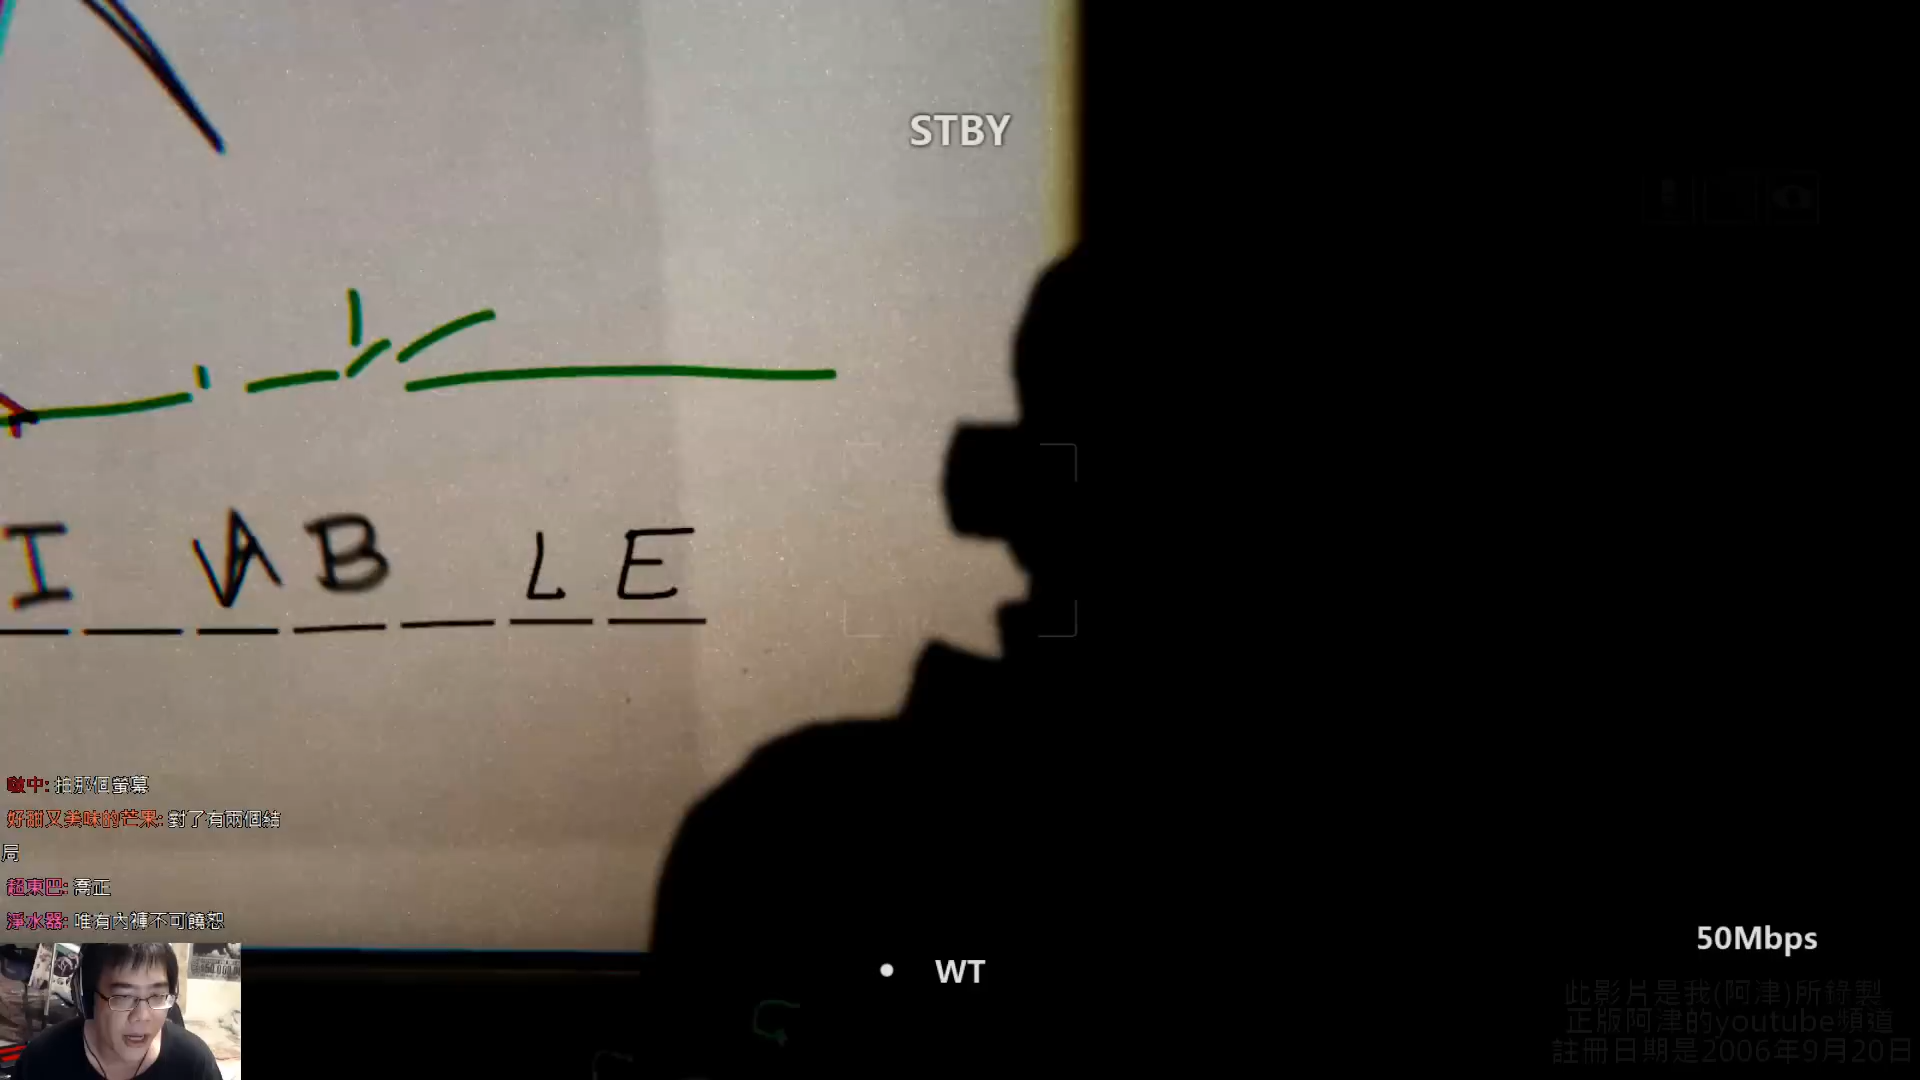 STBY
I A B L E
啵中: 拍那個螢幕
好甜又美味的芒果: 對了有兩個結
局
超東巴: 喬正
淨水器: 唯有內褲不可饒恕
50Mbps
WT
此影片是我(阿津)所錄製
正版阿津的youtube頻道
註冊日期是2006年9月20日